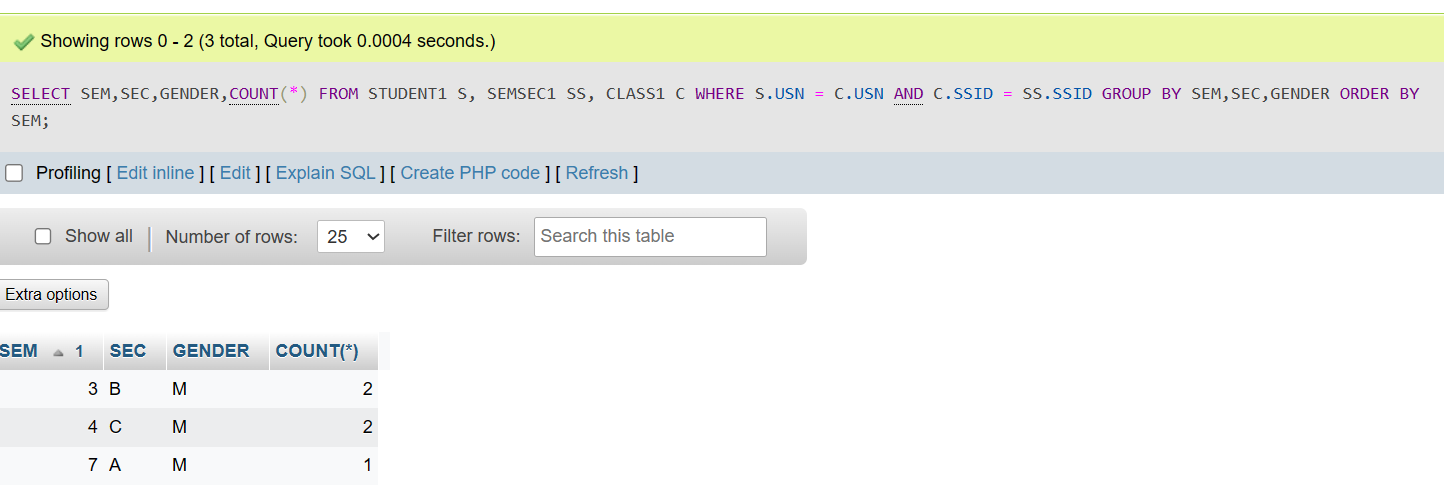 Showing rows 0 - 2 (3 total, Query took 0.0004 seconds.)
SELECT SEM,SEC,GENDER,COUNT(*) FROM STUDENT1 S, SEMSEC1 SS, CLASS1 C WHERE S.USN = C.USN AND C.SSID = SS.SSID GROUP BY SEM,SEC,GENDER ORDER BY
SEM;
Profiling [ Edit inline ] [ Edit ] [ Explain SQL ] [ Create PHP code ] [ Refresh ]
Show all | Number of rows: 25 Filter rows: Search this table
Extra options
SEM 1 SEC GENDER COUNT(*)
3 B M 2
4 C M 2
7 A M 1